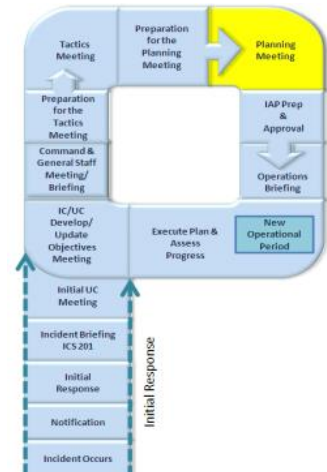 Tactics
Meeting
Preparation
for the
Planning
Meeting
Planning
Meeting
Preparation
for the
Tactics
Meeting
IAP Prep
&
Approval
Command &
General Staff
Meeting/
Briefing
Operations
Briefing
IC/UC
Develop/
Update
Objectives
Meeting
Execute Plan &
Assess
Progress
New
Operational
Period
Initial UC
Meeting
Incident Briefing
ICS 201
Initial
Response
Notification
Incident Occurs
Initial Response